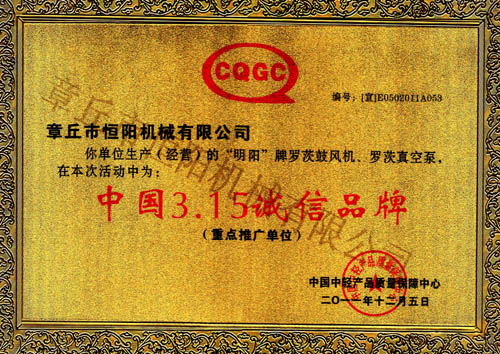 CQGC
编号:[宣]E0502011A053
章丘市恒阳机械有限公司
你单位生产（经营）的“明阳”牌罗茨鼓风机、罗茨真空泵,
在本次活动中为:
中国3.15诚信品牌
(重点推广单位)
中国中轻产品质量保障中心
二〇一一年十二月五日
章丘市恒阳机械有限公司